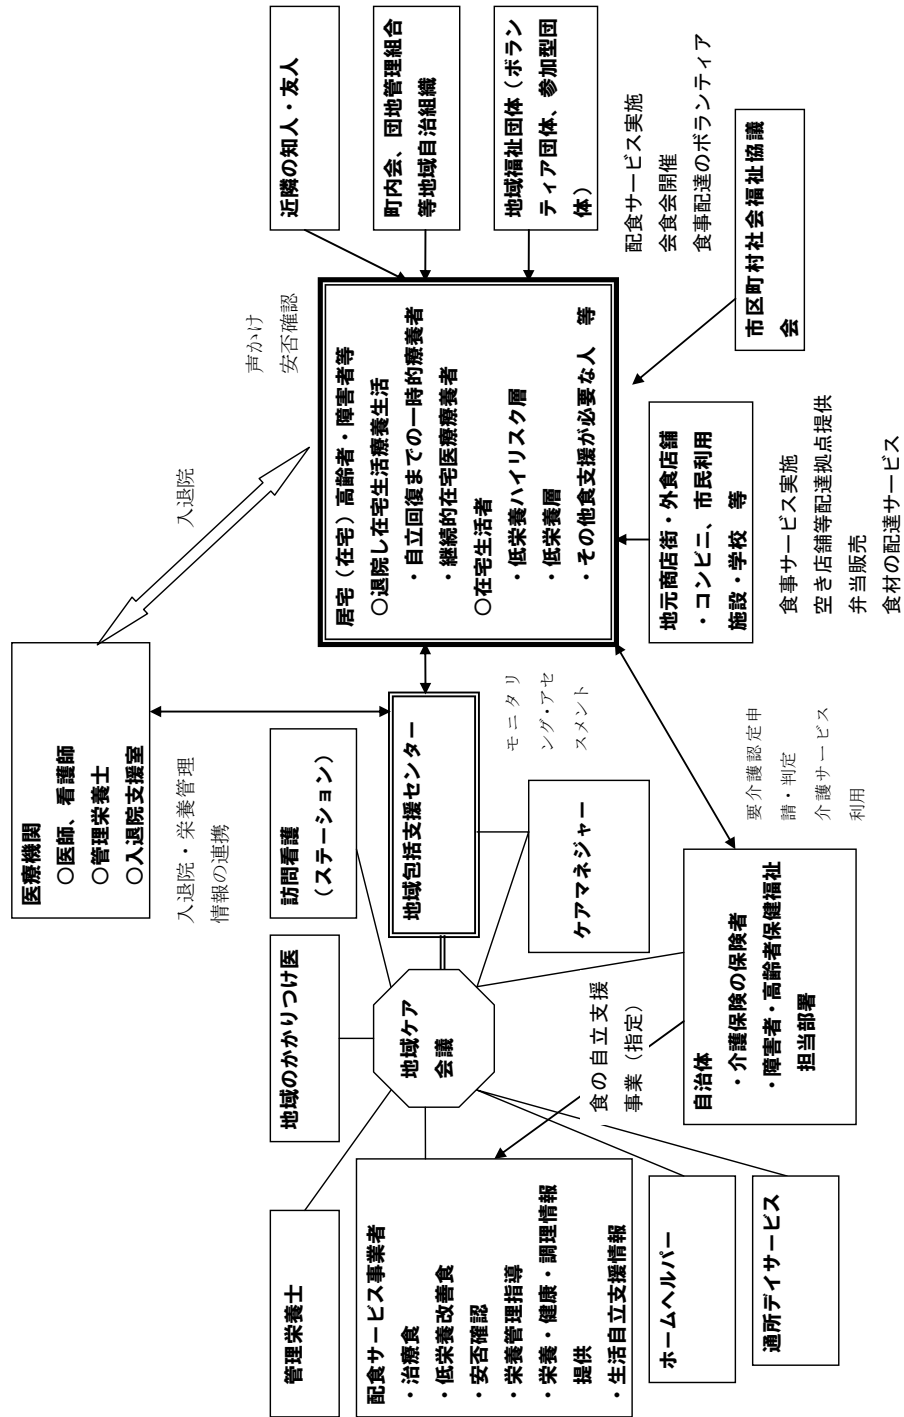 医療機関
○医師、看護師
○管理栄養士
○入退院支援室
入退院・栄養管理
情報の連携
入退院
声かけ
安否確認
近隣の知人・友人
町内会、団地管理組合
等地域自治組織
地域福祉団体（ボラン
ティア団体、参加型団
体）
配食サービス実施
会食会開催
食事配達のボランティア
市区町村社会福祉協議
会
居宅（在宅）高齢者・障害者等
○退院し在宅生活療養生活
・自立回復までの一時的療養者
・継続的在宅医療療養者
○在宅生活者
・低栄養ハイリスク層
・低栄養層
・その他食支援が必要な人　等
地元商店街・外食店舗
・コンビニ、市民利用
施設・学校　等
食事サービス実施
空き店舗等配達拠点提供
弁当販売
食材の配達サービス
訪問看護
（ステーション）
地域包括支援センター
モニタリ
ング・アセ
スメント
ケアマネジャー
要介護認定申
請・判定
介護サービス
利用
地域のかかりつけ医
地域ケア
会議
食の自立支援
事業（指定）
自治体
・介護保険の保険者
・障害者・高齢者保健福祉
担当部署
管理栄養士
配食サービス事業者
・治療食
・低栄養改善食
・安否確認
・栄養管理指導
・栄養・健康・調理情報
提供
・生活自立支援情報
ホームヘルパー
通所デイサービス